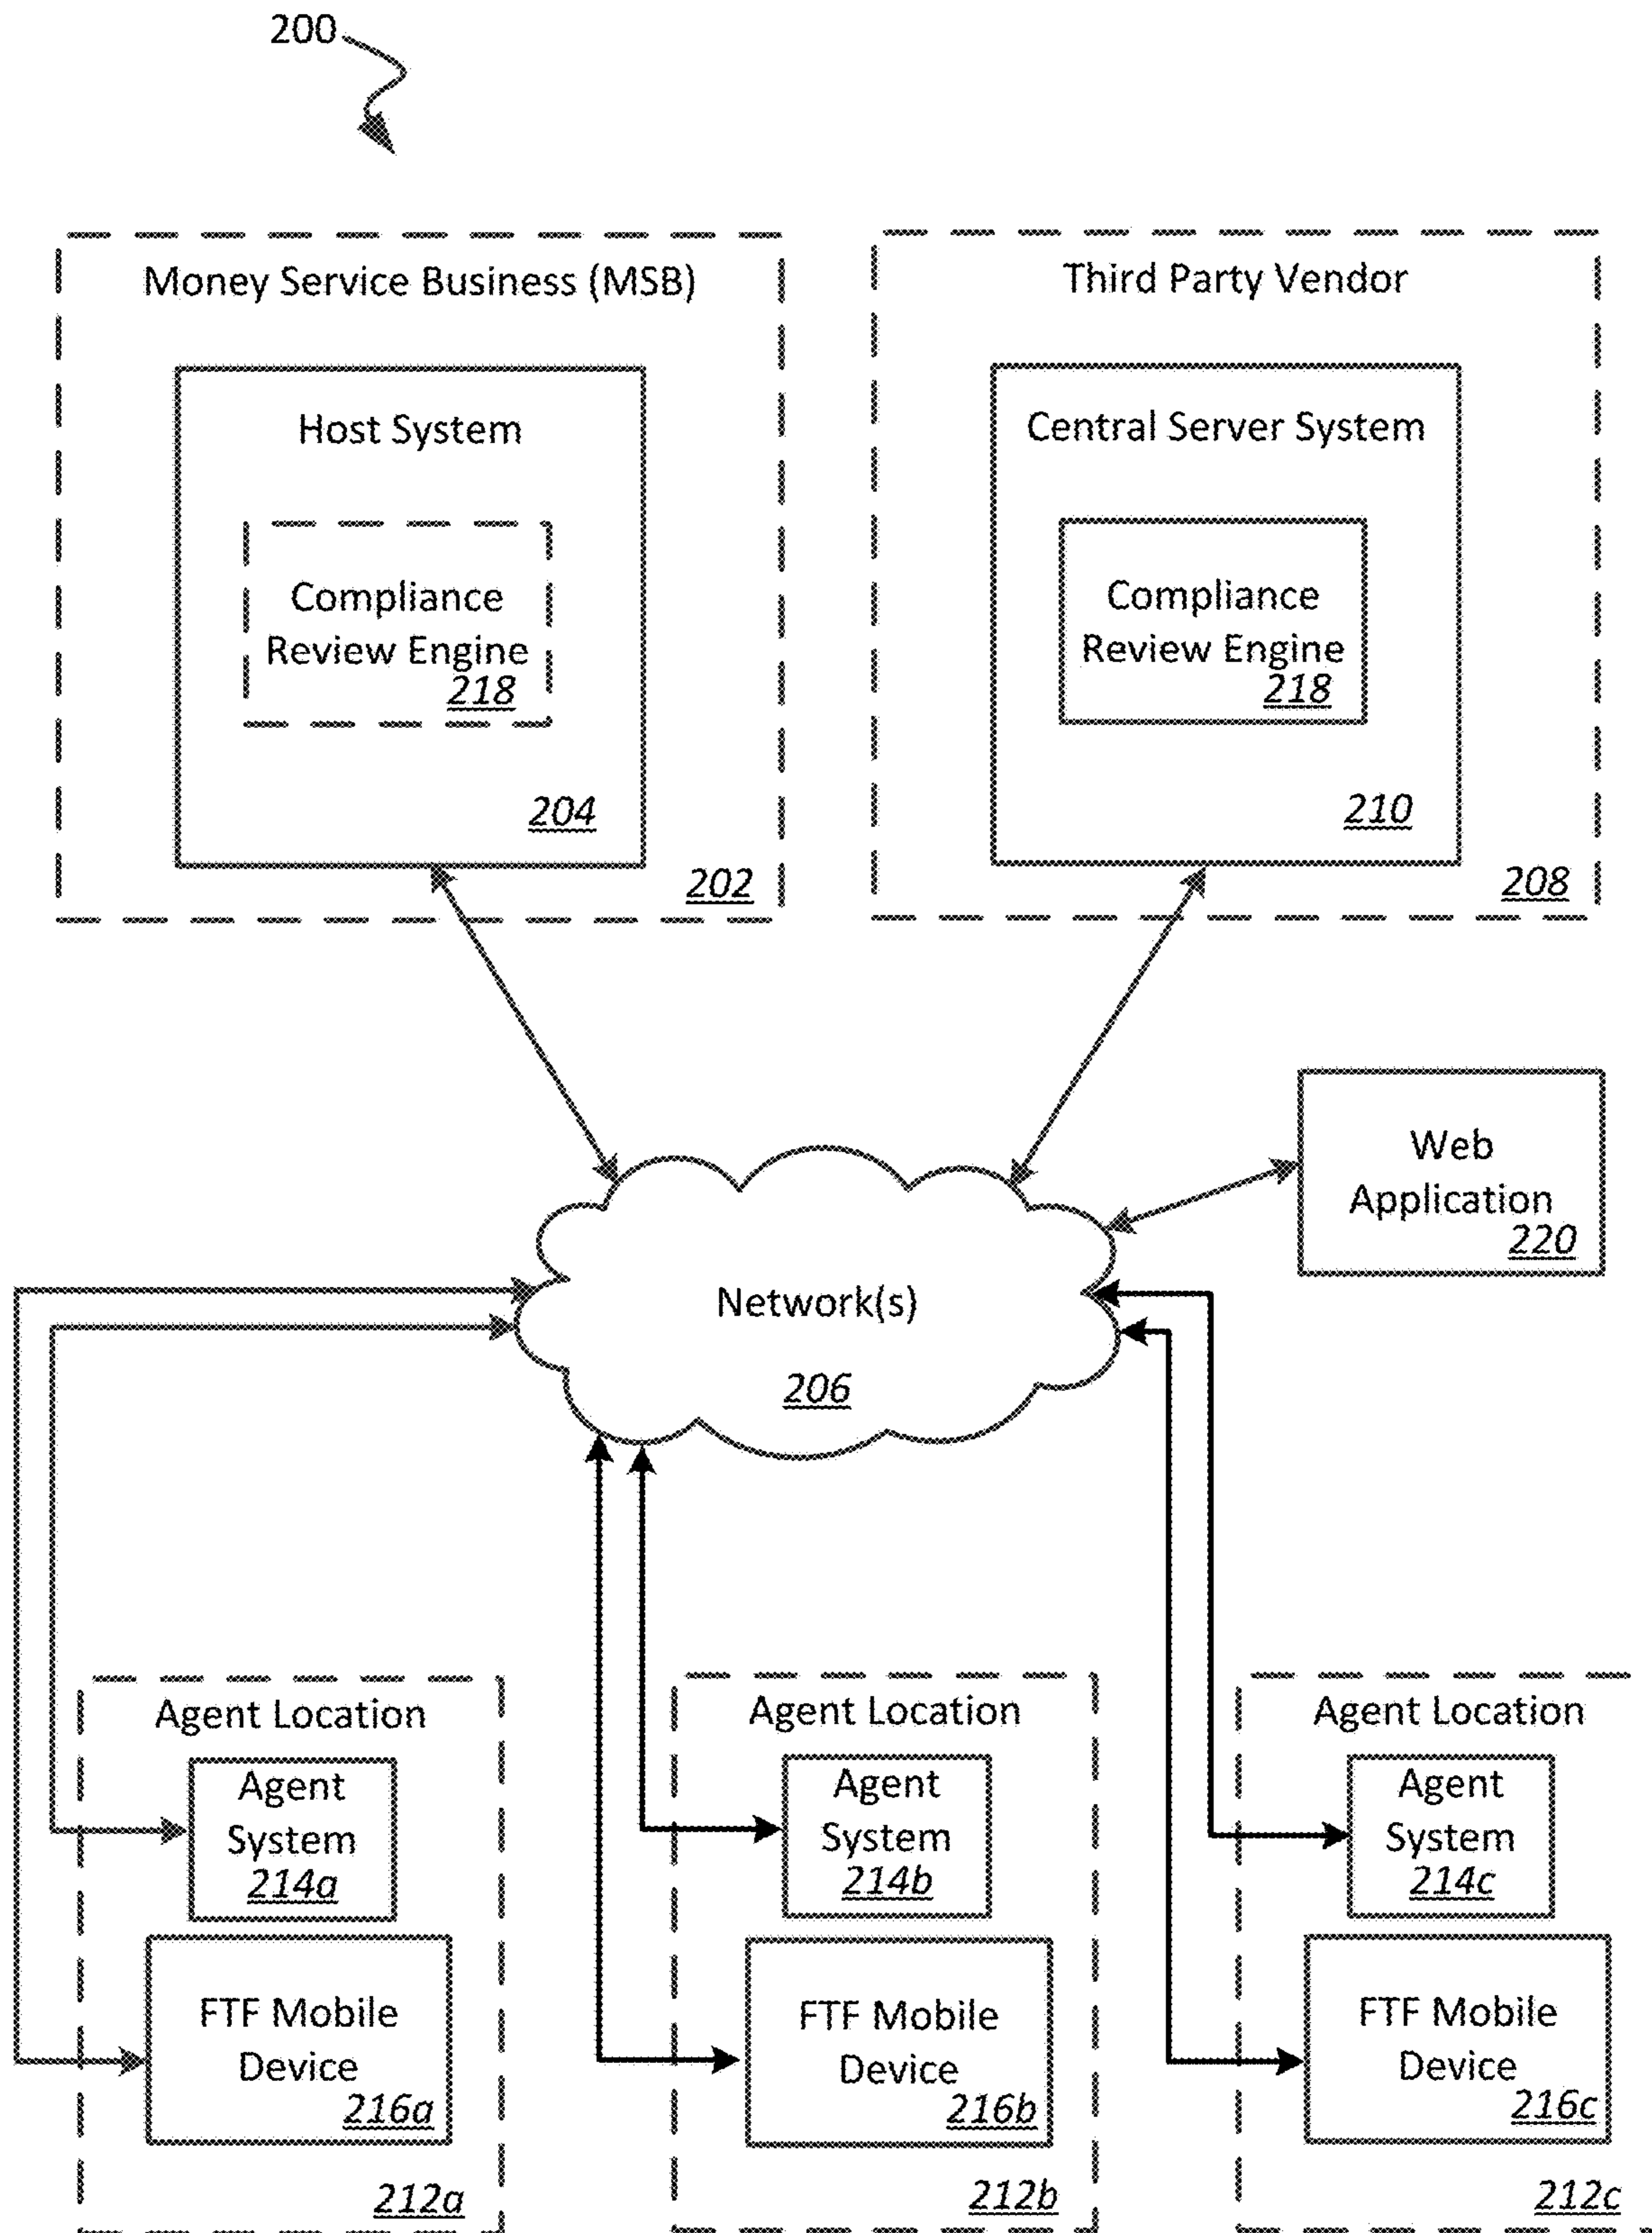 200
Money Service Business (MSB)
Host System
Compliance
Review Engine
218
204
202
Third Party Vendor
Central Server System
Compliance
Review Engine
218
210
208
Web
Application
220
Network(s)
206
Agent Location
Agent
System
214a
FTF Mobile
Device
216a
212a
Agent Location
Agent
System
214b
FTF Mobile
Device
216b
212b
Agent Location
Agent
System
214c
FTF Mobile
Device
216c
212c